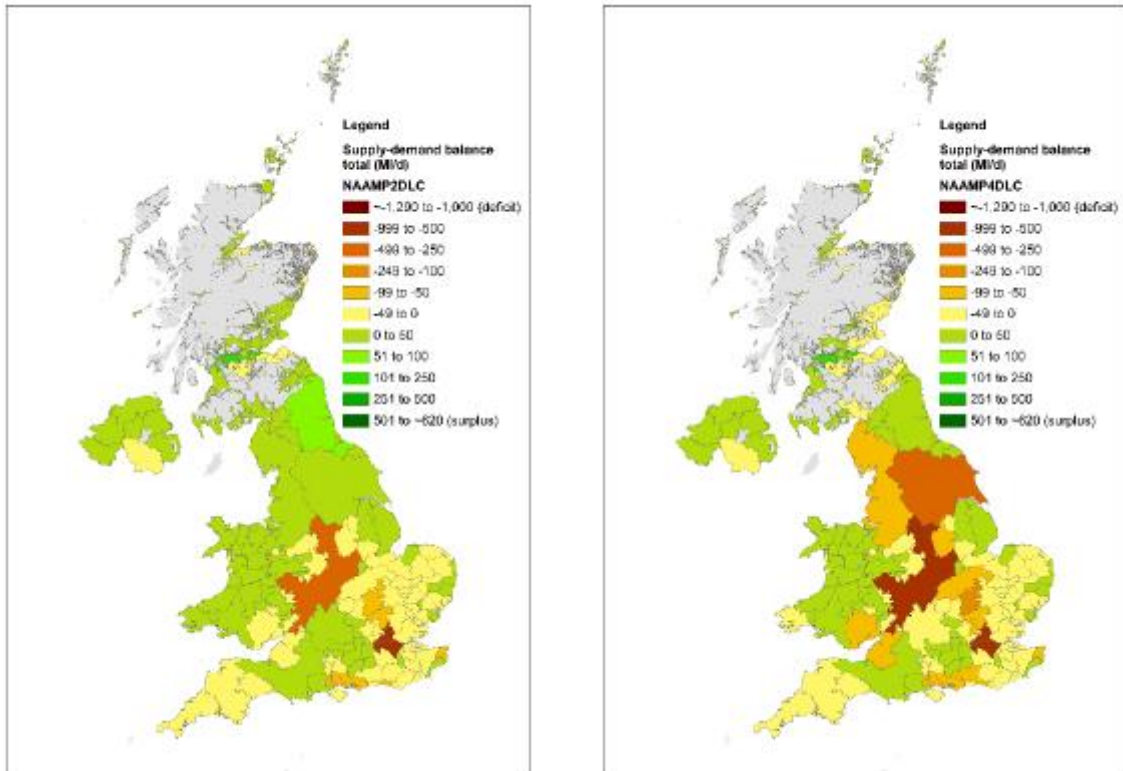 Legend
Supply-demand balance
total (Ml/d)
NAAMP2DLC
~-1,290 to -1,000 (deficit)
-999 to -500
-499 to -250
-249 to -100
-99 to -50
-49 to 0
0 to 50
51 to 100
101 to 250
251 to 500
501 to ~620 (surplus)
Legend
Supply-demand balance
total (Ml/d)
NAAMP4DLC
~-1,290 to -1,000 (deficit)
-999 to -500
-499 to -250
-249 to -100
-99 to -50
-49 to 0
0 to 50
51 to 100
101 to 250
251 to 500
501 to ~620 (surplus)